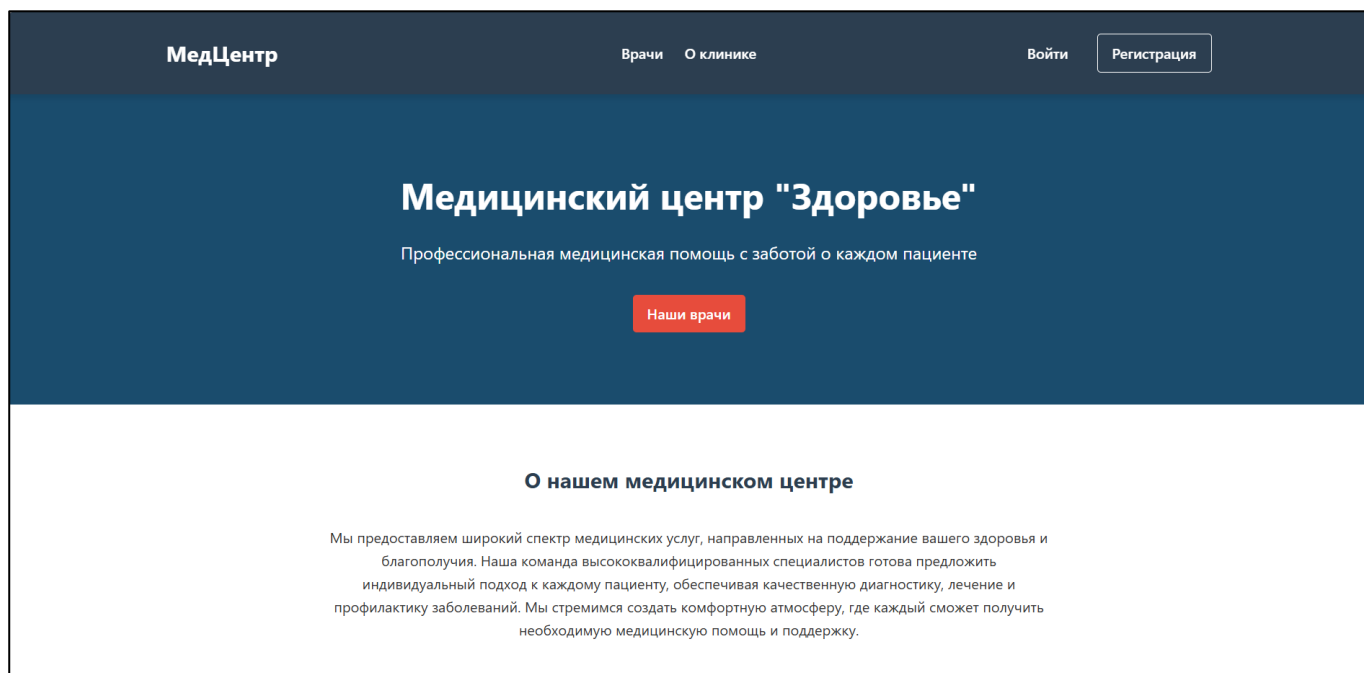 МедЦентр
Врачи О клинике
Войти Регистрация
Медицинский центр "Здоровье"
Профессиональная медицинская помощь с заботой о каждом пациенте
Наши врачи
О нашем медицинском центре
Мы предоставляем широкий спектр медицинских услуг, направленных на поддержание вашего здоровья и
благополучия. Наша команда высококвалифицированных специалистов готова предложить
индивидуальный подход к каждому пациенту, обеспечивая качественную диагностику, лечение и
профилактику заболеваний. Мы стремимся создать комфортную атмосферу, где каждый сможет получить
необходимую медицинскую помощь и поддержку.